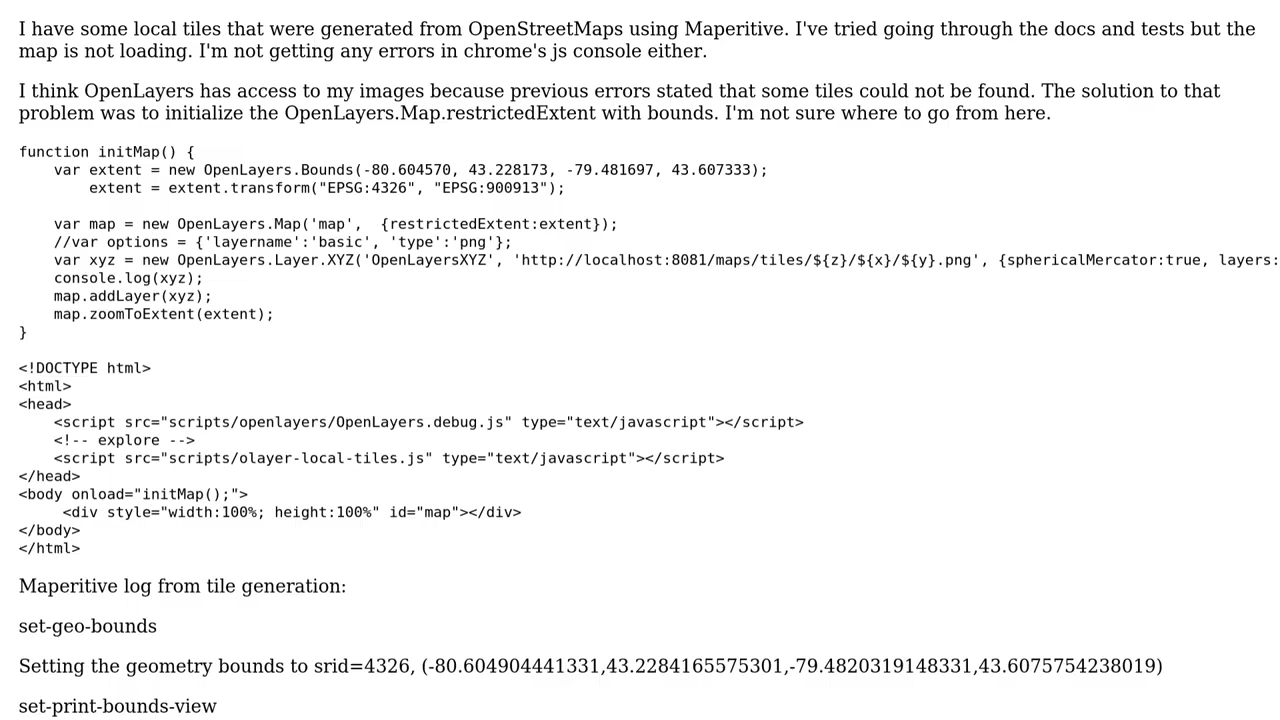 I have some local tiles that were generated from OpenStreetMaps using Maperitive. I've tried going through the docs and tests but the
map is not loading. I'm not getting any errors in chrome's js console either.
I think OpenLayers has access to my images because previous errors stated that some tiles could not be found. The solution to that
problem was to initialize the OpenLayers.Map.restrictedExtent with bounds. I'm not sure where to go from here.
function initMap() {
    var extent = new OpenLayers.Bounds(-80.604570, 43.228173, -79.481697, 43.607333);
        extent = extent.transform("EPSG:4326", "EPSG:900913");
    var map = new OpenLayers.Map('map',  {restrictedExtent:extent});
    //var options = {'layername':'basic', 'type':'png'};
    var xyz = new OpenLayers.Layer.XYZ('OpenLayersXYZ', 'http://localhost:8081/maps/tiles/${z}/${x}/${y}.png', {sphericalMercator:true, layers:
    console.log(xyz);
    map.addLayer(xyz);
    map.zoomToExtent(extent);
}
<!DOCTYPE html>
<html>
<head>
    <script src="scripts/openlayers/OpenLayers.debug.js" type="text/javascript"></script>
    <!-- explore -->
    <script src="scripts/olayer-local-tiles.js" type="text/javascript"></script>
</head>
<body onload="initMap();">
     <div style="width:100%; height:100%" id="map"></div>
</body>
</html>
Maperitive log from tile generation:
set-geo-bounds
Setting the geometry bounds to srid=4326, (-80.604904441331,43.2284165575301,-79.4820319148331,43.6075754238019)
set-print-bounds-view